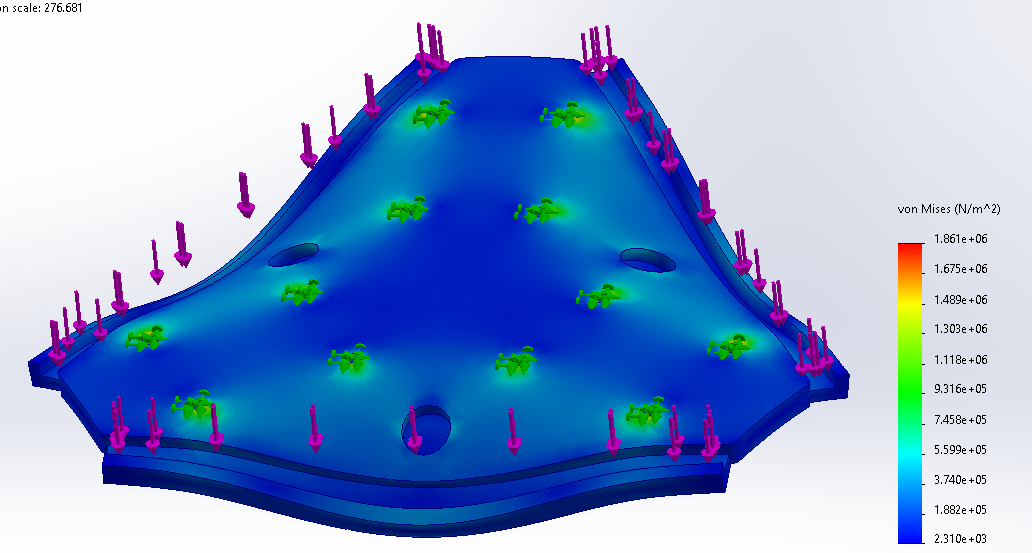 on scale: 276.681
von Mises (N/m^2)
1.861e+06
1.675e+06
1.489e+06
1.303e+06
1.118e+06
9.316e+05
7.458e+05
5.599e+05
3.740e+05
1.882e+05
2.310e+03